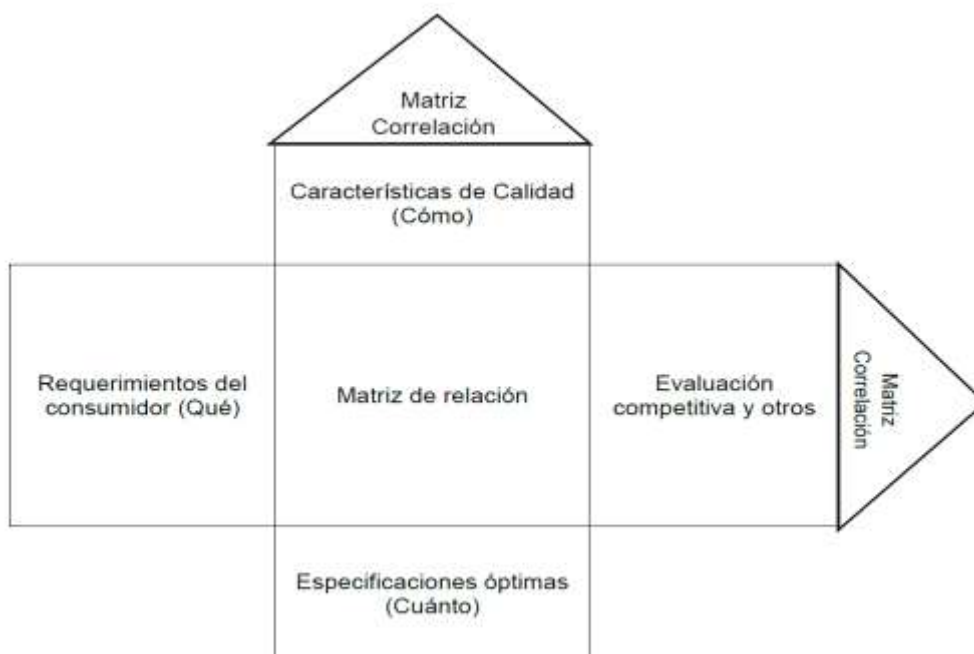 Matriz
Correlación
Características de Calidad
(Cómo)
Requerimientos del
consumidor (Qué)
Matriz de relación
Evaluación
competitiva y otros
Matriz
Correlación
Especificaciones óptimas
(Cuánto)